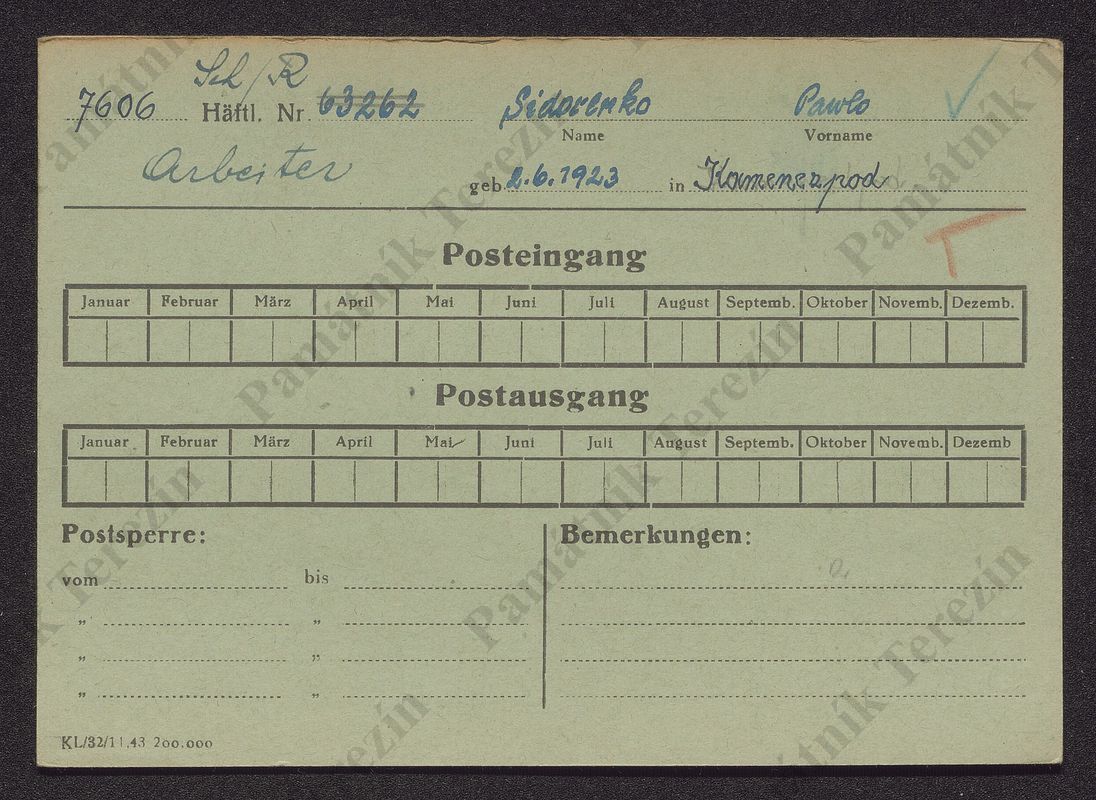 Sch/R
7606 Häftl. Nr 63262 Sidorenko Pawlo
Name Vorname
Arbeiter geb. 2.6.1923 in Kamenezpod
T
Posteingang
Januar Februar März April Mai Juni Juli August Septemb. Oktober Novemb. Dezemb.
Postausgang
Januar Februar März April Mai Juni Juli August Septemb. Oktober Novemb. Dezemb
Postsperre: Bemerkungen:
vom bis
„ „
„ „
„ „
KL/32/11.43 200.000
Památník Terezín